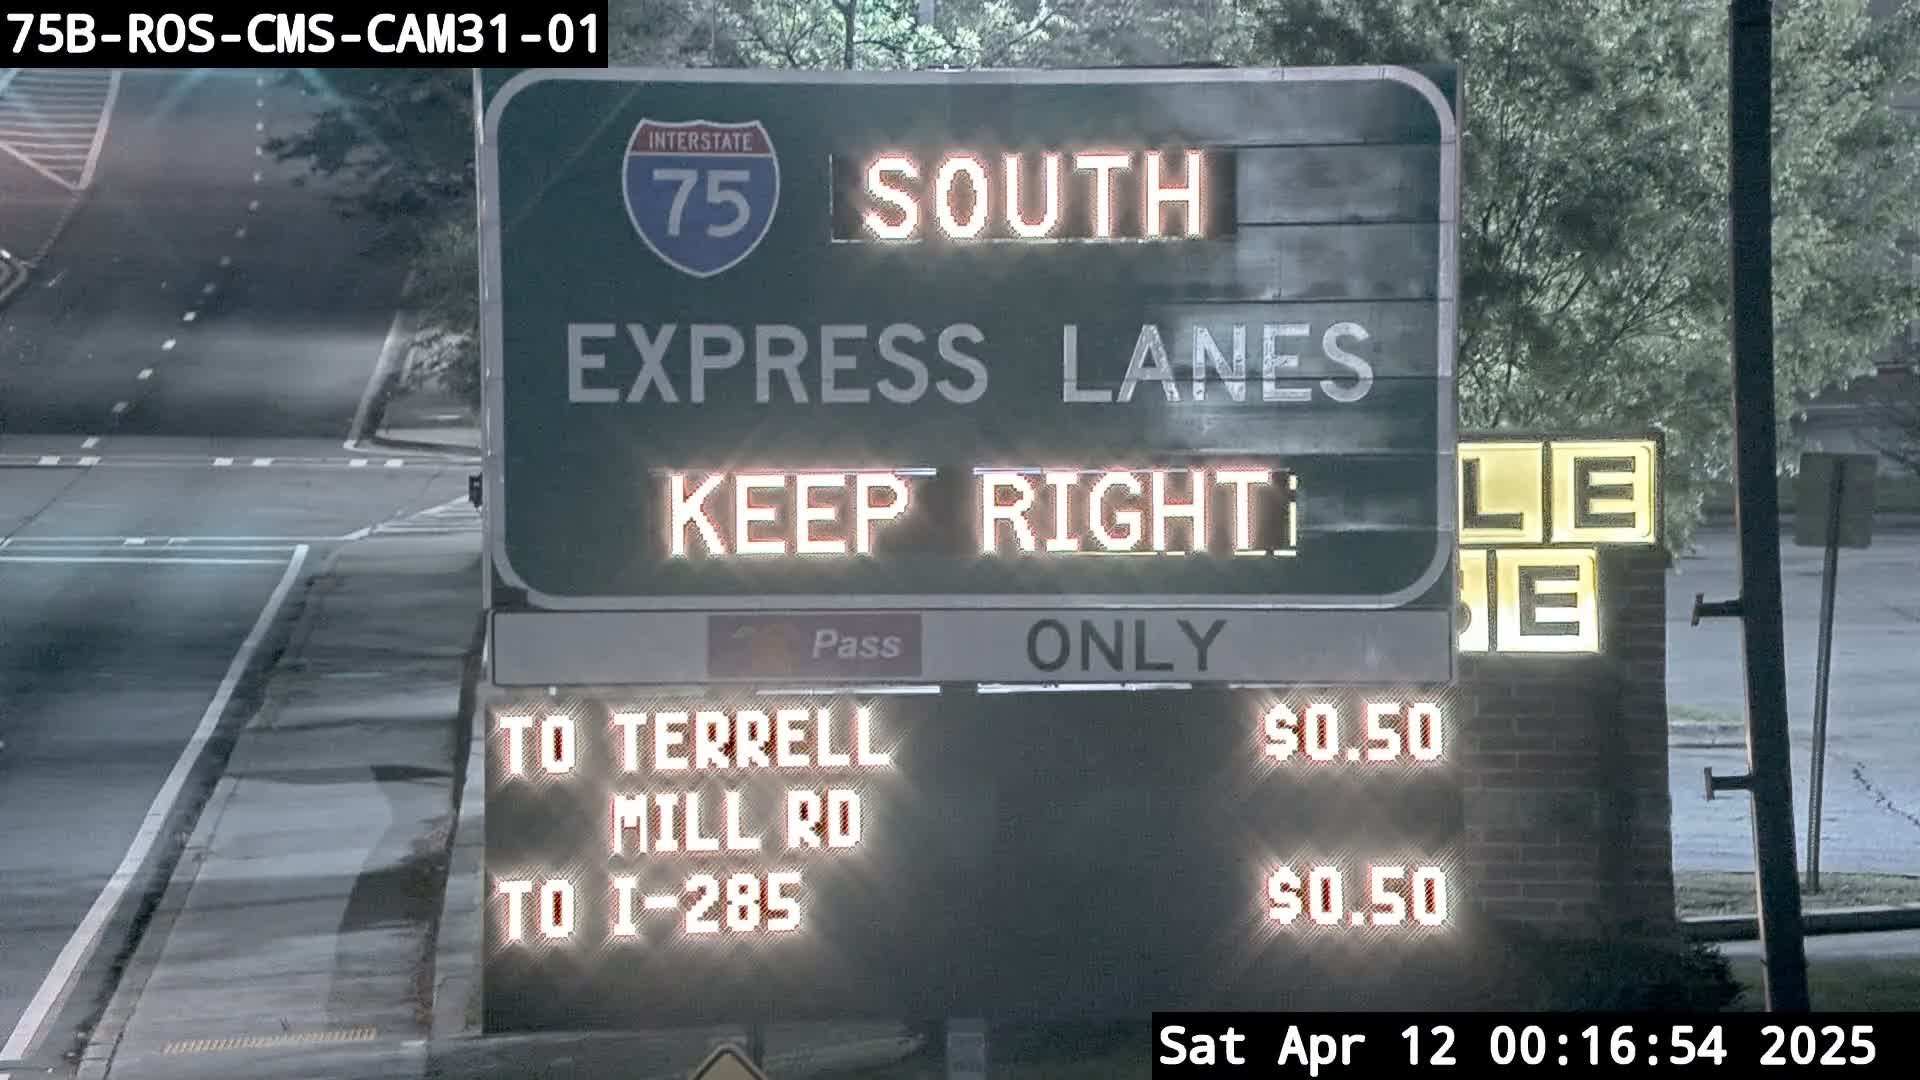 75B-ROS-CMS-CAM31-01
INTERSTATE
75
SOUTH
EXPRESS LANES
KEEP RIGHT
Pass ONLY
TO TERRELL $0.50
MILL RD
TO I-285 $0.50
LE
E
Sat Apr 12 00:16:54 2025